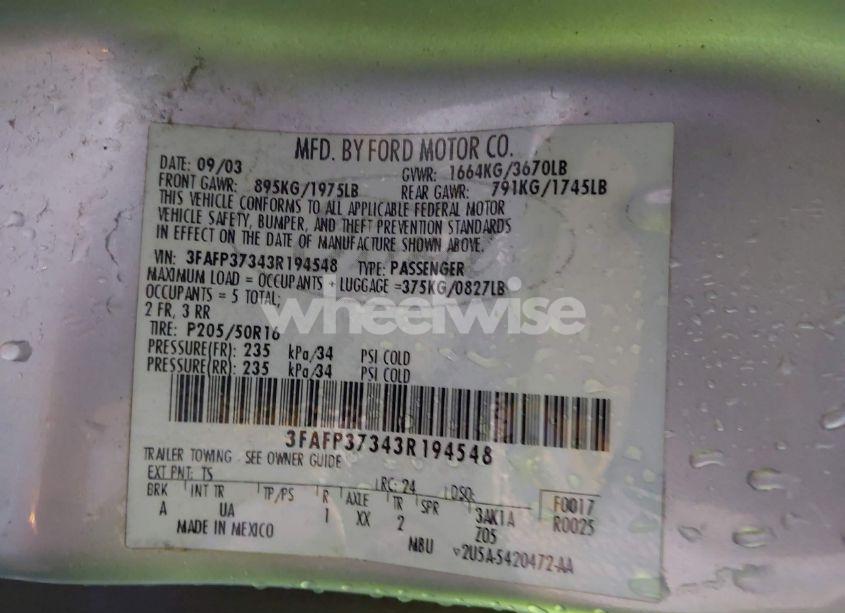 MFD. BY FORD MOTOR CO.
DATE: 09/03 GVWR: 1664KG/3670LB
FRONT GAWR: 895KG/1975LB REAR GAWR: 791KG/1745LB
THIS VEHICLE CONFORMS TO ALL APPLICABLE FEDERAL MOTOR
VEHICLE SAFETY, BUMPER, AND THEFT PREVENTION STANDARDS
IN EFFECT ON THE DATE OF MANUFACTURE SHOWN ABOVE.
VIN: 3FAFP37343R194548 TYPE: PASSENGER
MAXIMUM LOAD = OCCUPANTS + LUGGAGE =375KG/0827LB
OCCUPANTS = 5 TOTAL;
2 FR, 3 RR
wheelwise
TIRE: P205/50R16
PRESSURE(FR): 235 kPa/34 PSI COLD
PRESSURE(RR): 235 kPa/34 PSI COLD
3FAFP37343R194548
TRAILER TOWING - SEE OWNER GUIDE
EXT PNT: TS RC: 24 DSO: F0017
BRK INT TR TP/PS R AXLE TR SPR 3AK1A R0025
A UA 1 XX 2 Z05
MADE IN MEXICO MBU 2U5A-5420472-AA